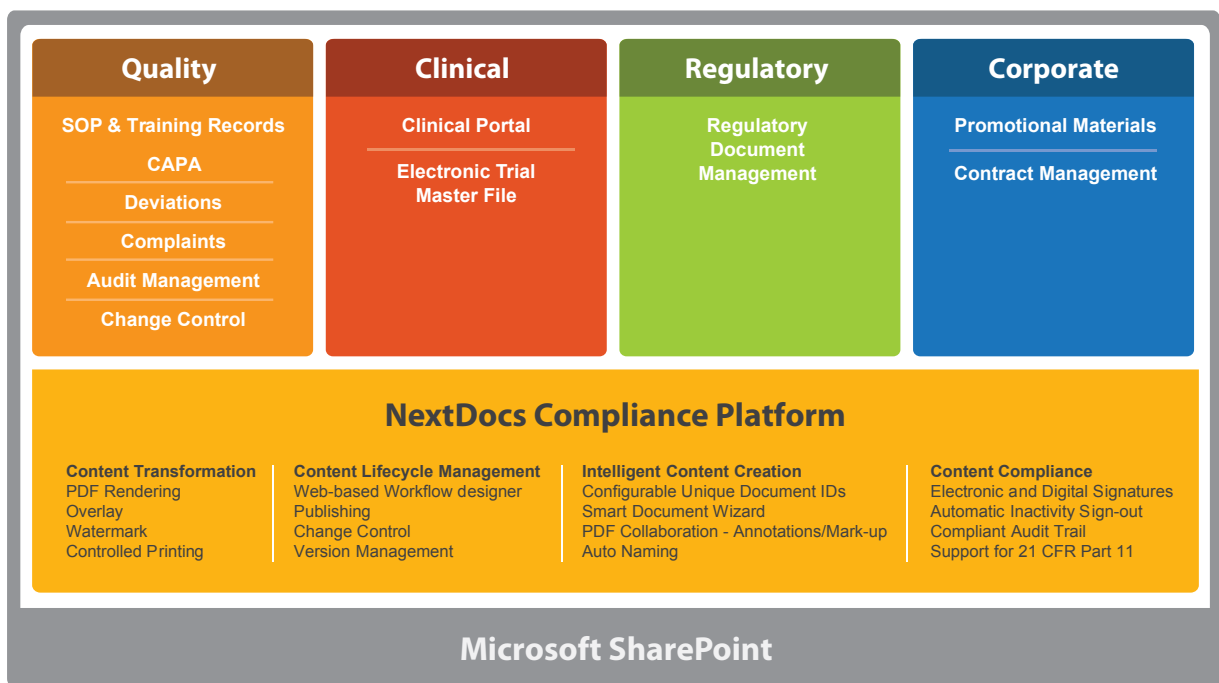 Quality
SOP & Training Records
CAPA
Deviations
Complaints
Audit Management
Change Control
Clinical
Clinical Portal
Electronic Trial
Master File
Regulatory
Regulatory
Document
Management
Corporate
Promotional Materials
Contract Management
NextDocs Compliance Platform
Content Transformation
PDF Rendering
Overlay
Watermark
Controlled Printing
Content Lifecycle Management
Web-based Workflow designer
Publishing
Change Control
Version Management
Intelligent Content Creation
Configurable Unique Document IDs
Smart Document Wizard
PDF Collaboration - Annotations/Mark-up
Auto Naming
Content Compliance
Electronic and Digital Signatures
Automatic Inactivity Sign-out
Compliant Audit Trail
Support for 21 CFR Part 11
Microsoft SharePoint